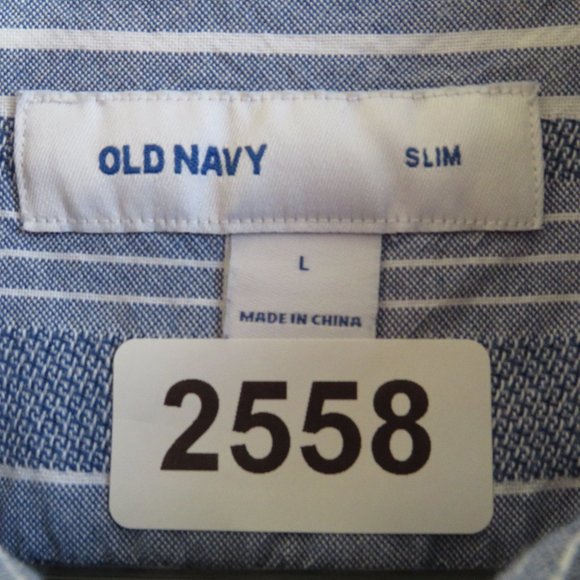 OLD NAVY SLIM
L
MADE IN CHINA
2558